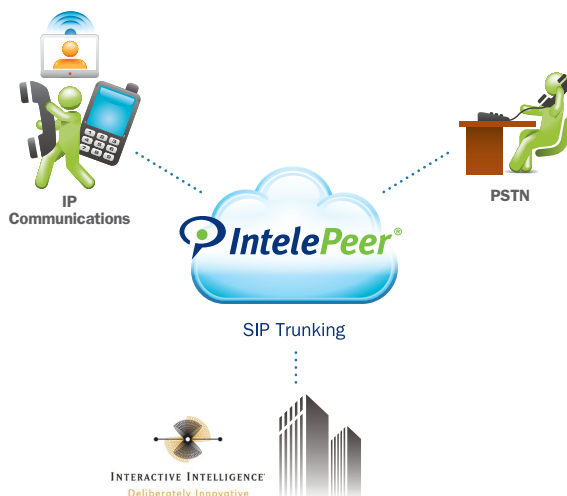 IP
Communications
PSTN
IntelePeer®
SIP Trunking
INTERACTIVE INTELLIGENCE®
Deliberately Innovative